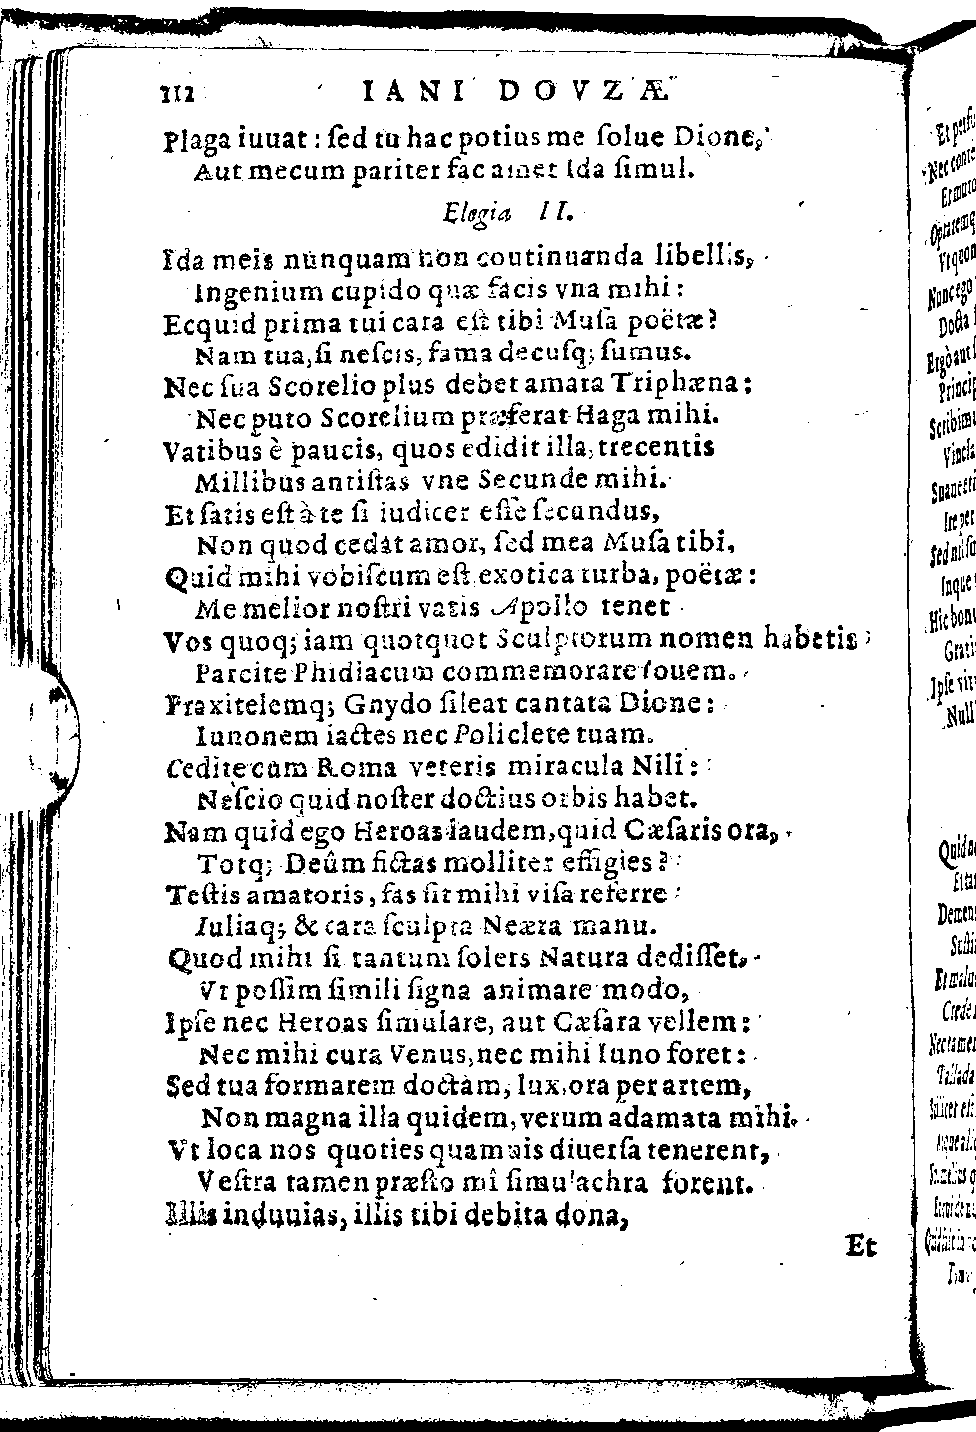 112 IANI DOVZÆ
Plaga iuuat : ſed tu hac potius me ſolue Dione,
Aut mecum pariter fac amet Ida ſimul.
Elegia II.
Ida meis nunquam non continuanda libellis,
Ingenium cupido quæ facis vna mihi :
Ecquid prima tui cara eſt tibi Muſa poëtæ?
Nam tua, ſi neſcis, fama decuſq; ſumus.
Nec ſua Scorelio plus debet amata Triphæna :
Nec puto Scorelium præferat Haga mihi.
Vatibus è paucis, quos edidit illa, trecentis
Millibus antiſtas vne Secunde mihi.
Et ſatis eſt à te ſi iudicer eſſe ſecundus,
Non quod cedat amor, ſed mea Muſa tibi,
Quid mihi vobiſcum eſt exotica turba, poëtæ :
Me melior noſtri vatis Apollo tenet
Vos quoq; iam quotquot Sculptorum nomen habetis
Parcite Phidiacum commemorare Iouem.
Praxitelemq; Gnydo ſileat cantata Dione :
Iunonem iactes nec Policlete tuam.
Cedite cum Roma veteris miracula Nili :
Neſcio quid noſter doctius orbis habet.
Nam quid ego Heroas laudem, quid Cæſaris ora,
Totq; Deûm fictas molliter effigies ?
Teſtis amatoris, fas ſit mihi viſa referre
Iuliaq; & cara ſculpta Neæra manu.
Quod mihi ſi tantum ſolers Natura dediſſet,
Vt poſſim ſimili ſigna animare modo,
Ipſe nec Heroas ſimulare, aut Cæſara vellem :
Nec mihi cura Venus, nec mihi Iuno foret :
Sed tua formarem doctam, lux, ora per artem,
Non magna illa quidem, verum adamata mihi.
Vt loca nos quoties quamuis diuerſa tenerent,
Veſtra tamen præſto mî ſimulachra forent.
Illis induuias, illis tibi debita dona,
Et